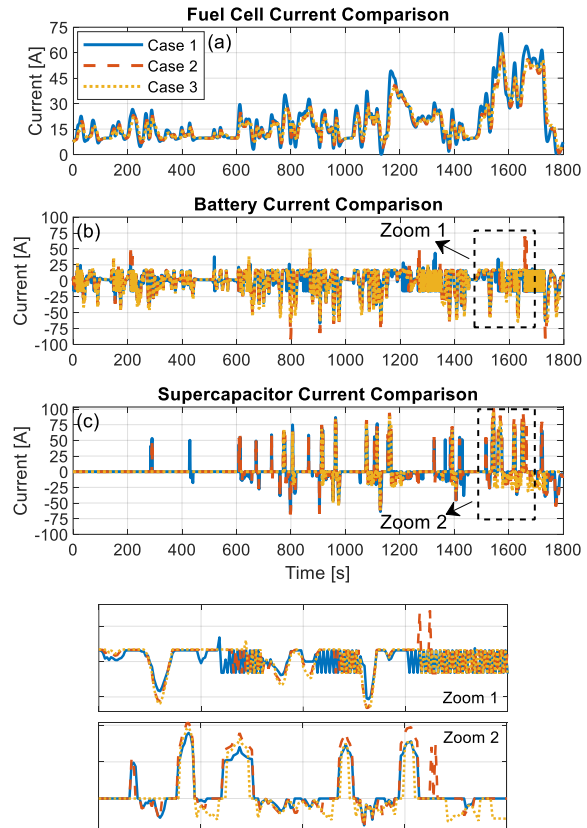 Fuel Cell Current Comparison
(a)
Case 1
Case 2
Case 3
Current [A]
75
60
45
30
15
0
0 200 400 600 800 1000 1200 1400 1600 1800
Battery Current Comparison
(b)
Zoom 1
Current [A]
100
75
50
25
0
-25
-50
-75
-100
0 200 400 600 800 1000 1200 1400 1600 1800
Supercapacitor Current Comparison
(c)
Zoom 2
Current [A]
100
75
50
25
0
-25
-50
-75
-100
0 200 400 600 800 1000 1200 1400 1600 1800
Time [s]
Zoom 1
Zoom 2